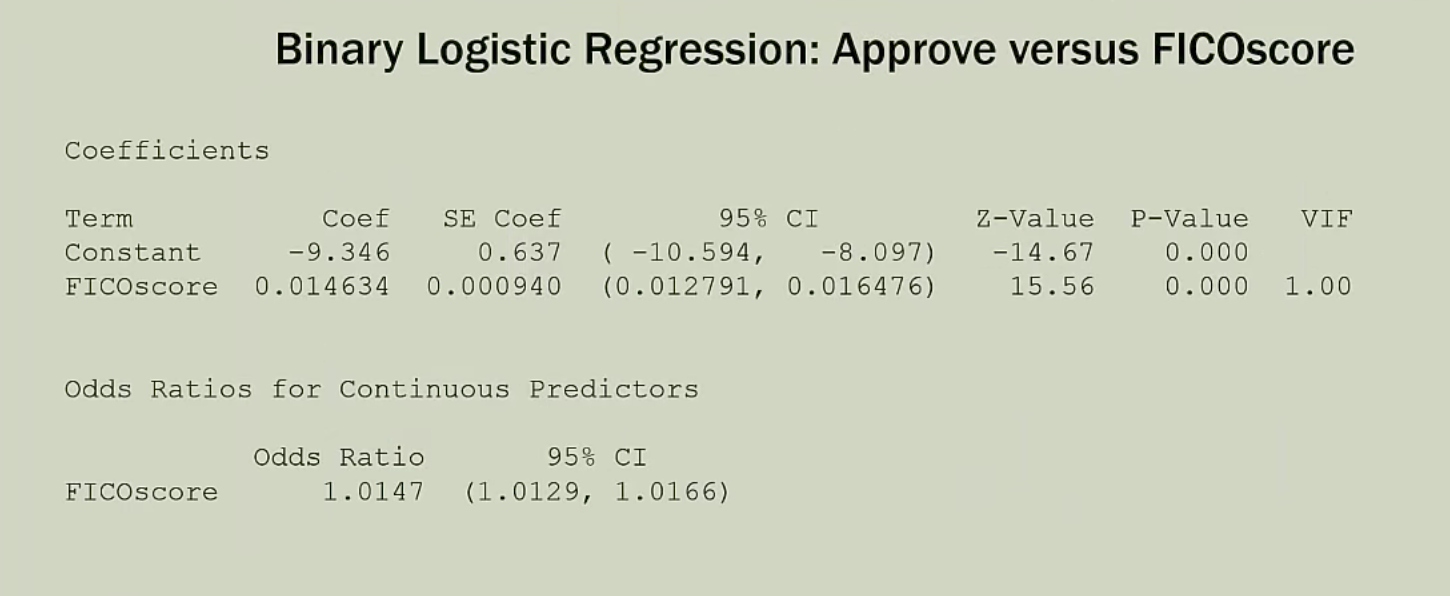 Binary Logistic Regression: Approve versus FICOscore
Coefficients
Term Coef SE Coef 95% CI Z-Value P-Value VIF
Constant -9.346 0.637 ( -10.594, -8.097) -14.67 0.000
FICOscore 0.014634 0.000940 (0.012791, 0.016476) 15.56 0.000 1.00
Odds Ratios for Continuous Predictors
Odds Ratio 95% CI
FICOscore 1.0147 (1.0129, 1.0166)